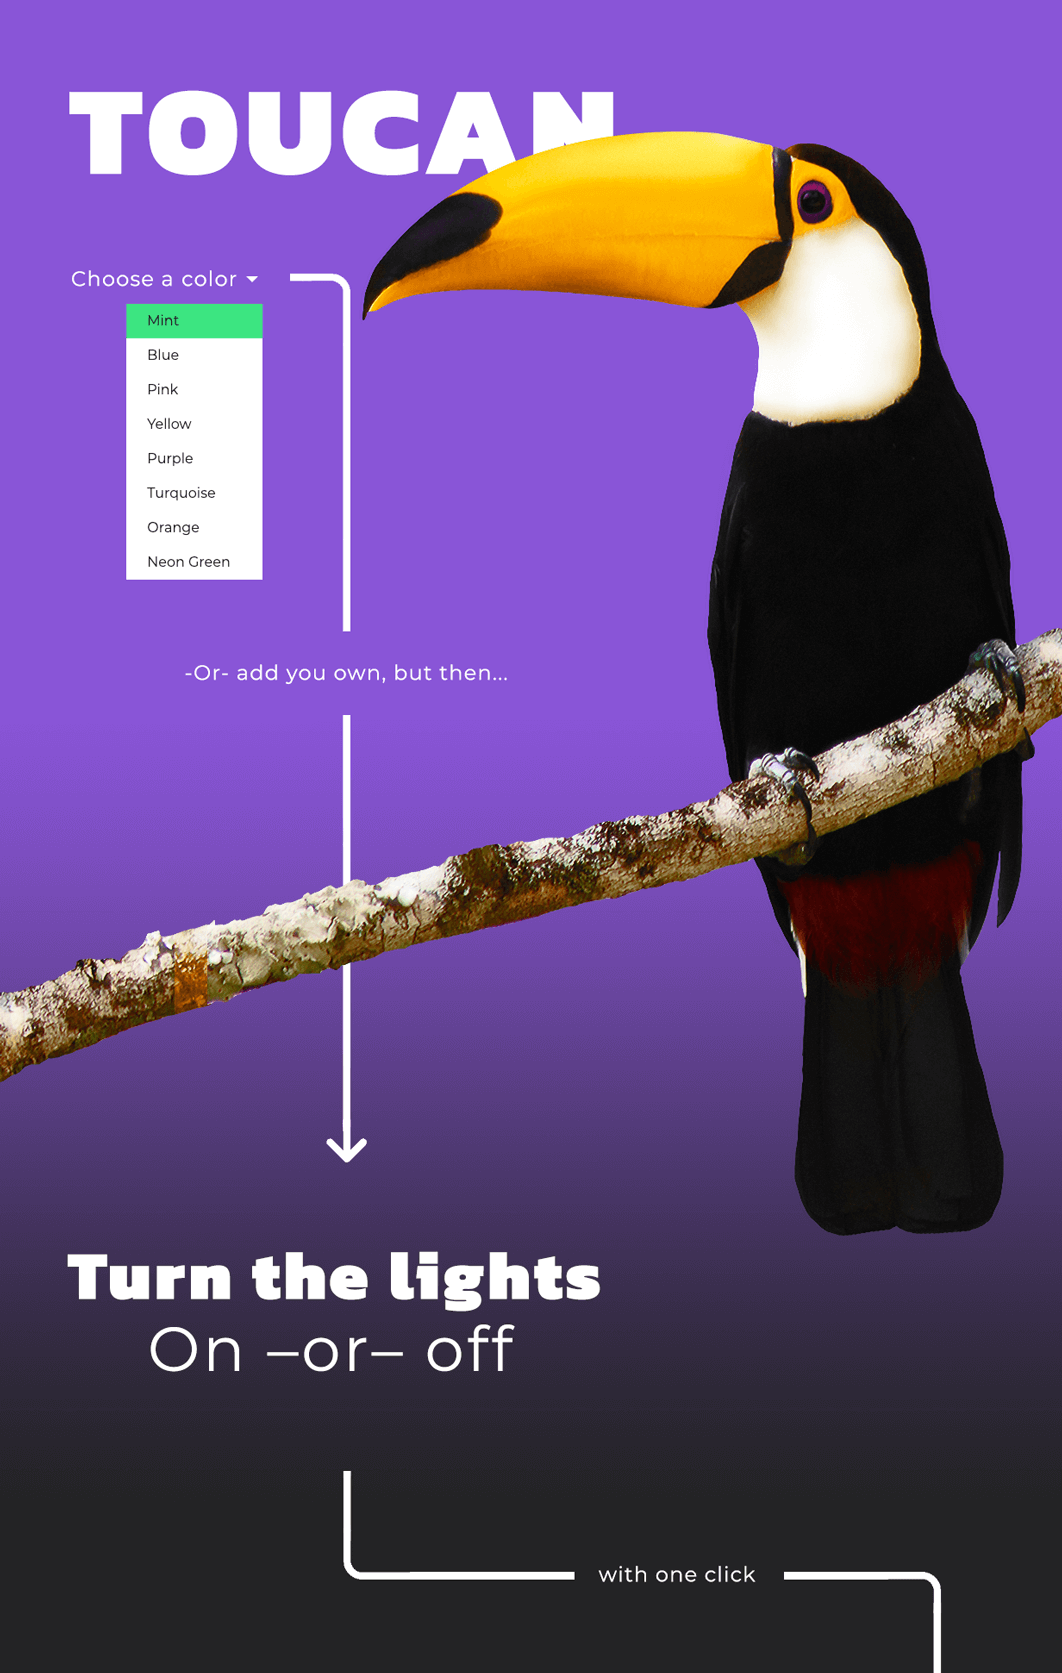 TOUCAN
Choose a color
Mint
Blue
Pink
Yellow
Purple
Turquoise
Orange
Neon Green
-Or- add you own, but then...
Turn the lights
On –or– off
with one click